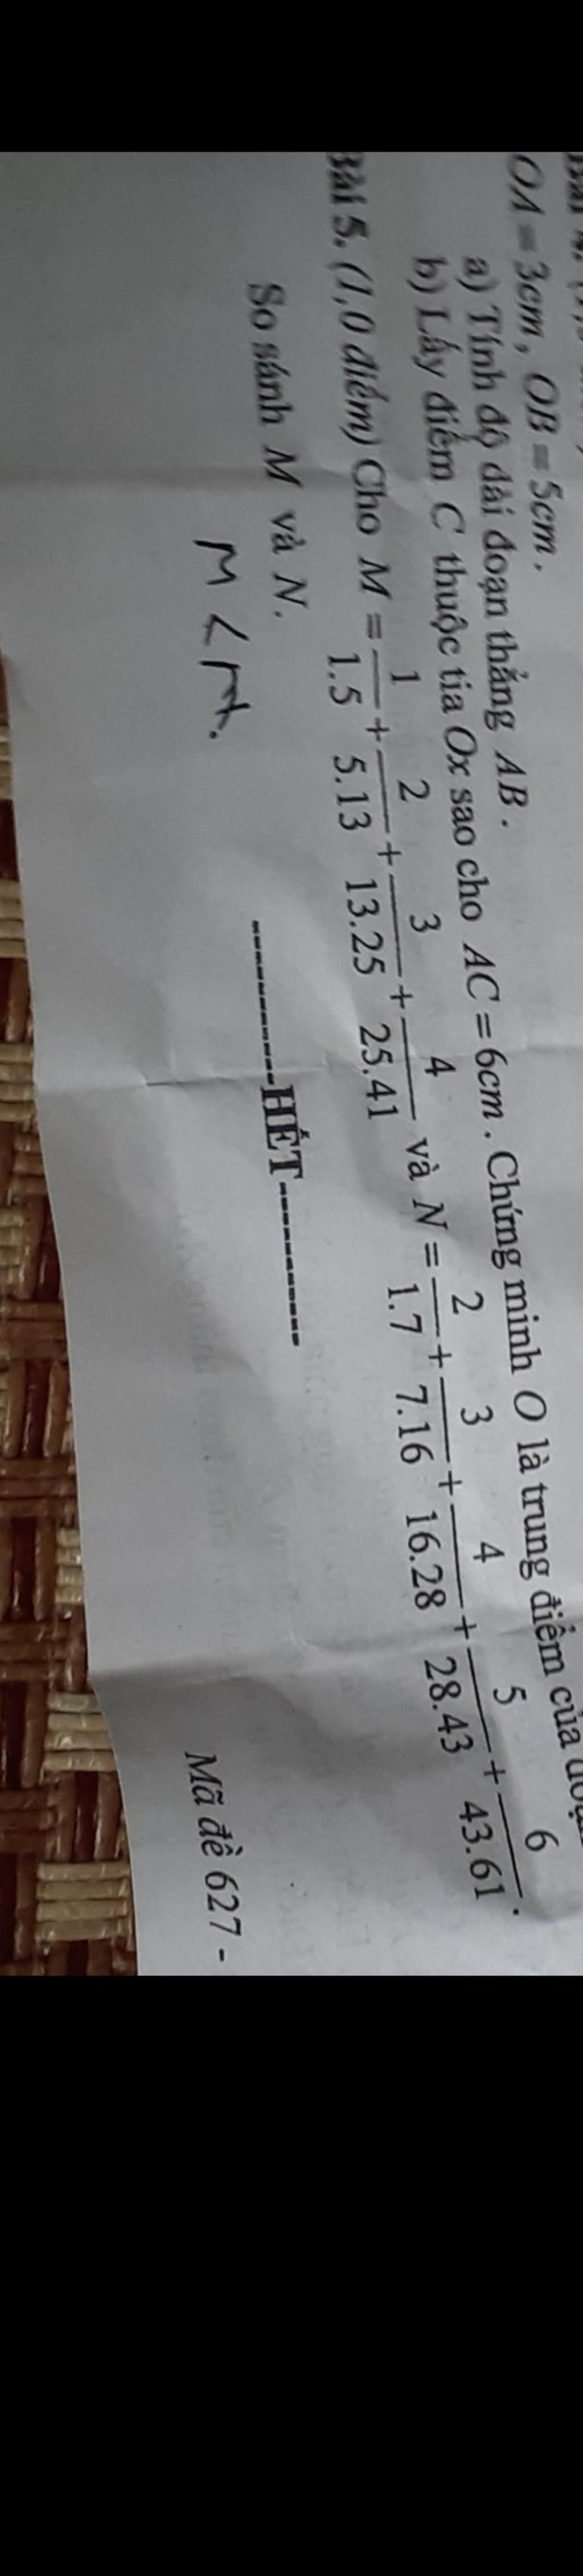 OA = 3cm, OB = 5cm.
a) Tính độ dài đoạn thẳng AB.
b) Lấy điểm C thuộc tia Ox sao cho AC = 6cm. Chứng minh O là trung điểm của
Bài 5. (1,0 điểm) Cho M = 1/1.5 + 2/5.13 + 3/13.25 + 4/25.41 và N = 2/1.7 + 3/7.16 + 4/16.28 + 5/28.43 + 6/43.61.
So sánh M và N.
M <
-----------HẾT-----------
Mã đề 627 -